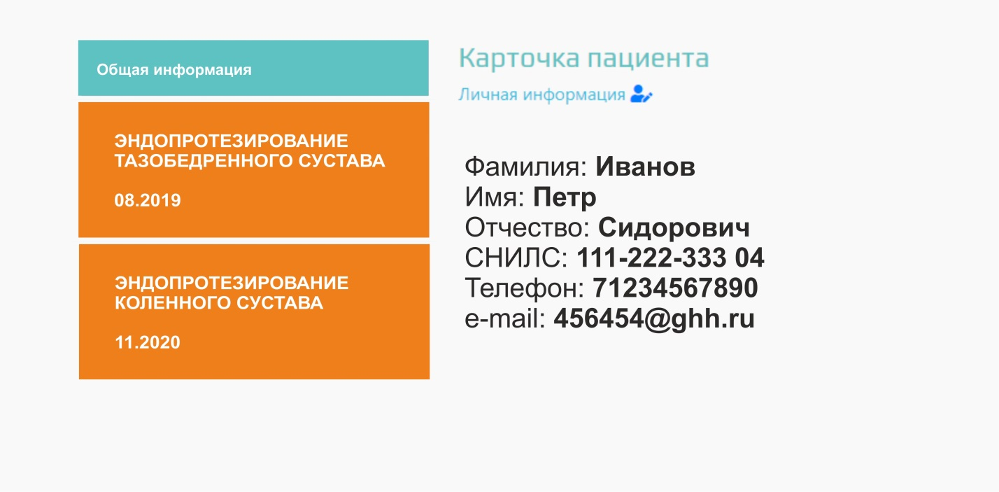 Общая информация
ЭНДОПРОТЕЗИРОВАНИЕ
ТАЗОБЕДРЕННОГО СУСТАВА
08.2019
ЭНДОПРОТЕЗИРОВАНИЕ
КОЛЕННОГО СУСТАВА
11.2020
Карточка пациента
Личная информация
Фамилия: Иванов
Имя: Петр
Отчество: Сидорович
СНИЛС: 111-222-333 04
Телефон: 71234567890
e-mail: 456454@ghh.ru